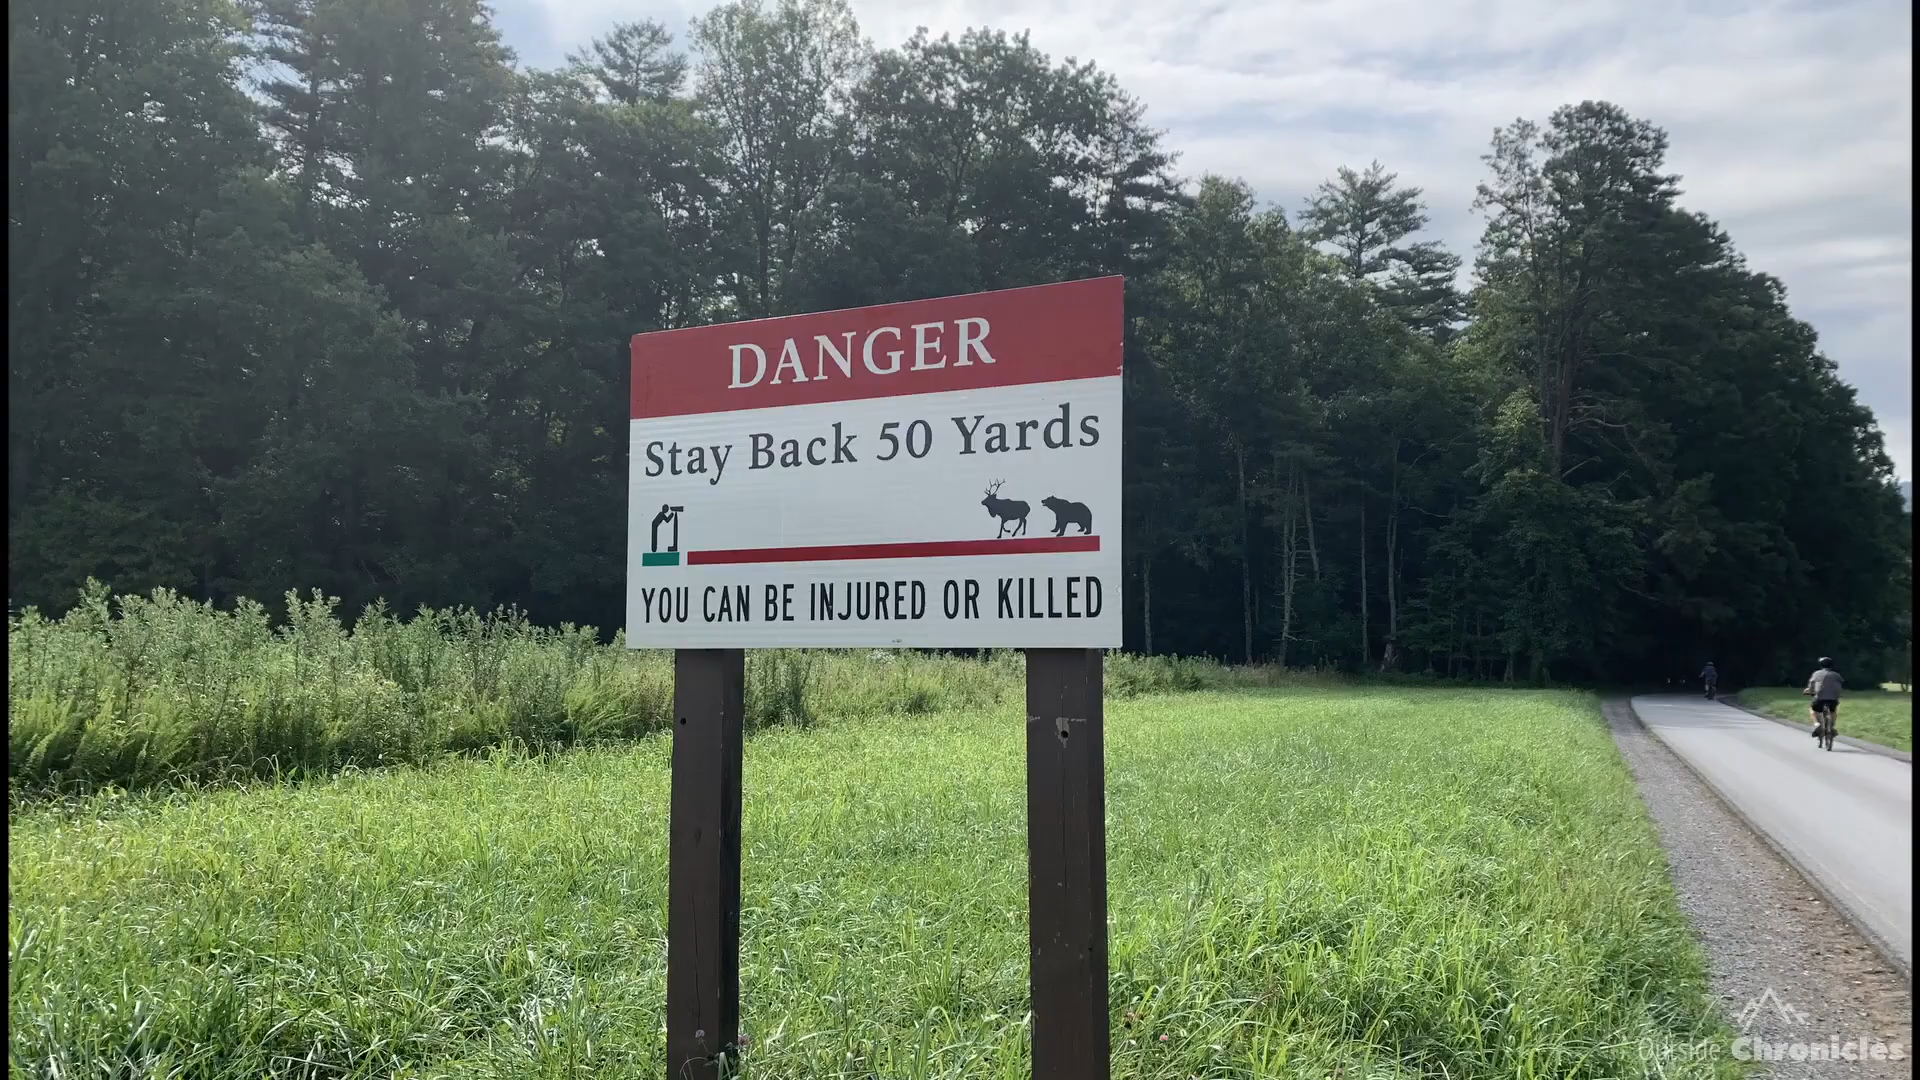 DANGER
Stay Back 50 Yards
YOU CAN BE INJURED OR KILLED
Outside Chronicles